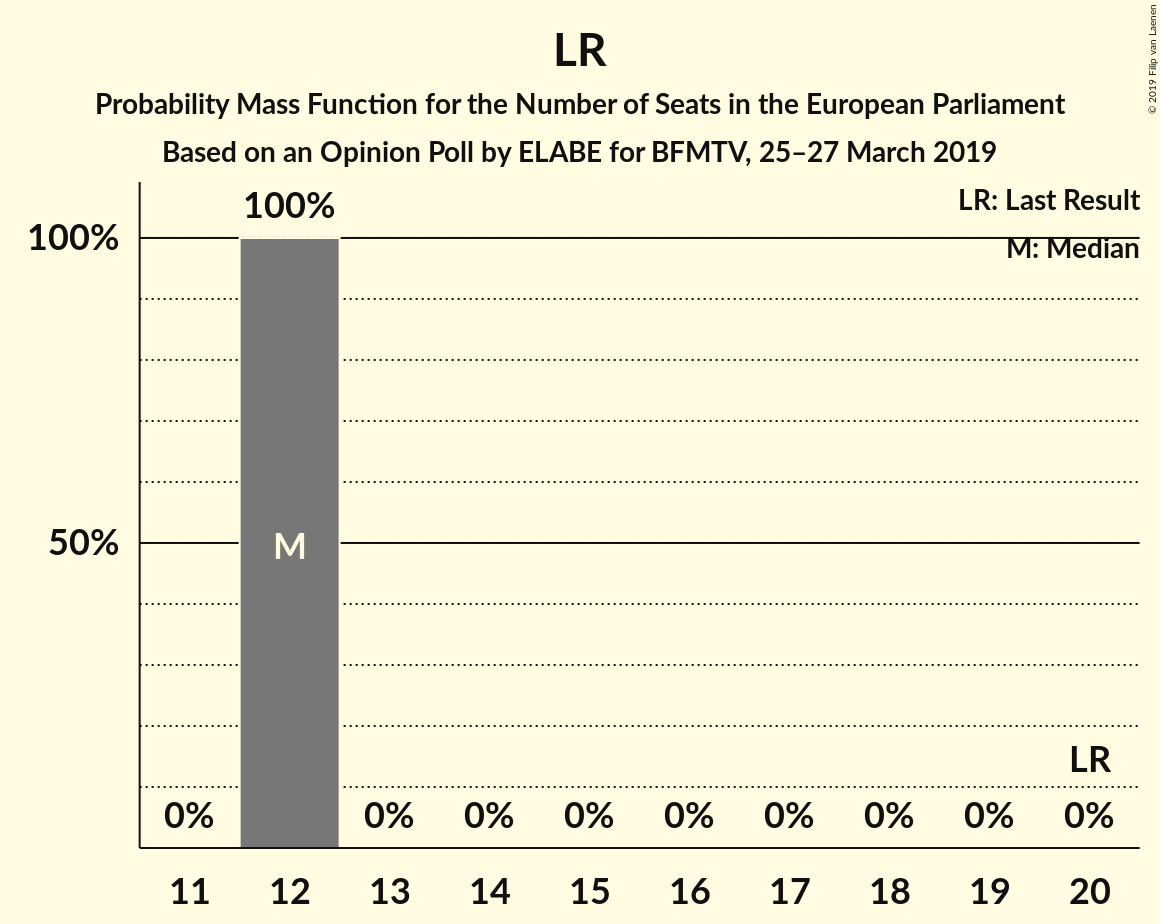 LR
Probability Mass Function for the Number of Seats in the European Parliament
Based on an Opinion Poll by ELABE for BFMTV, 25–27 March 2019
© 2019 Filip van Laenen
LR: Last Result
M: Median
100%
100%
50%
M
LR
0% 0% 0% 0% 0% 0% 0% 0% 0%
11 12 13 14 15 16 17 18 19 20